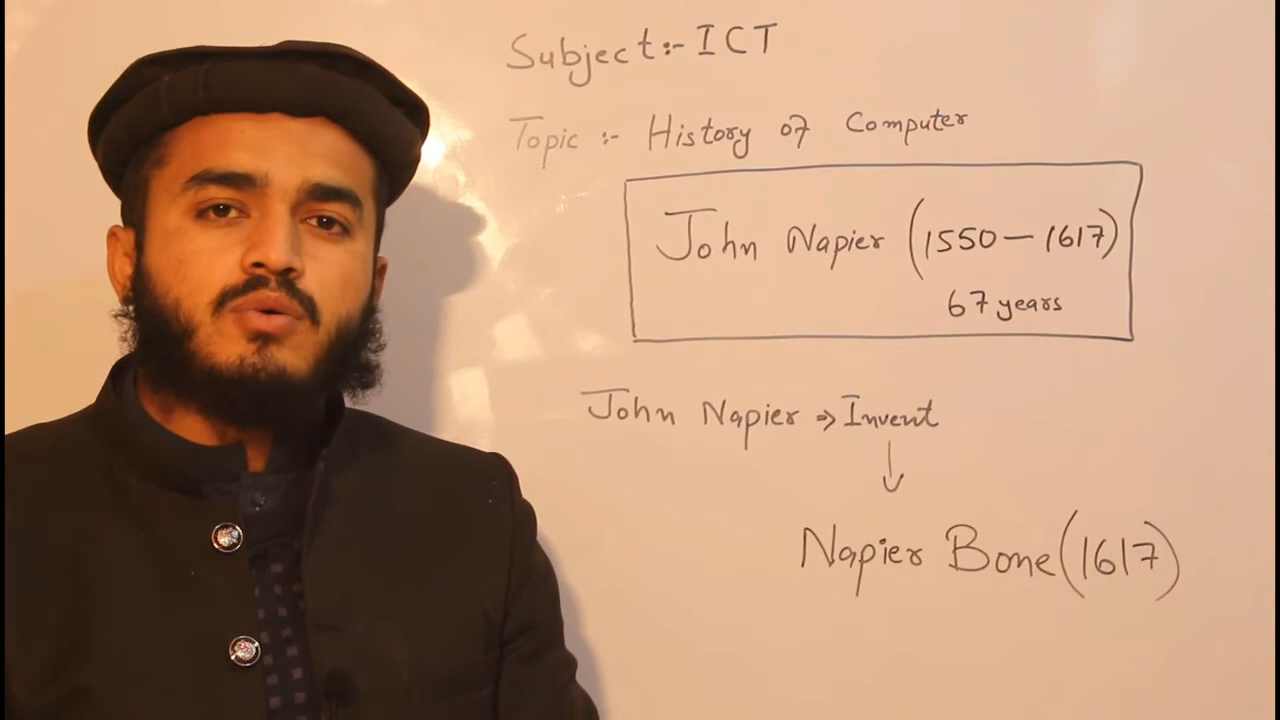 Subject:- ICT
Topic :- History of Computer
John Napier (1550 – 1617)
67 years
John Napier ⇒ Invent
↓
Napier Bone (1617)